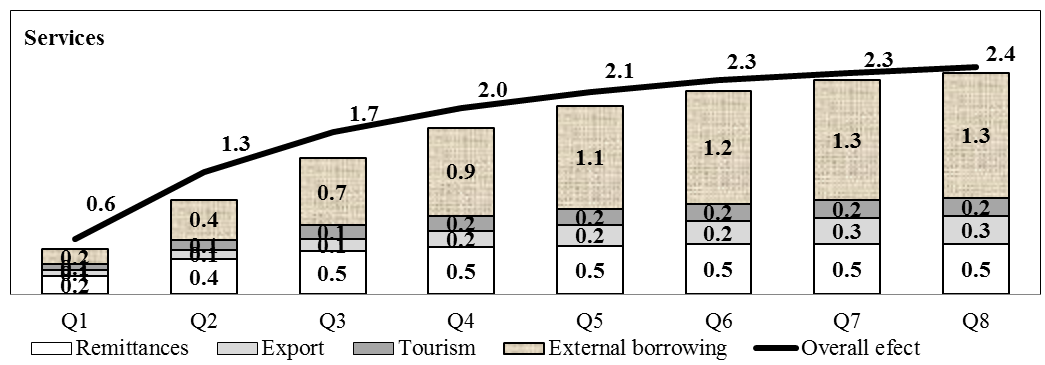 Services
0.6 1.3 1.7 2.0 2.1 2.3 2.3 2.4
0.2 0.4 0.7 0.9 1.1 1.2 1.3 1.3
0.1 0.1 0.1 0.2 0.2 0.2 0.2 0.2
0.1 0.1 0.1 0.2 0.2 0.2 0.3 0.3
0.2 0.4 0.5 0.5 0.5 0.5 0.5 0.5
Q1 Q2 Q3 Q4 Q5 Q6 Q7 Q8
Remittances Export Tourism External borrowing Overall efect